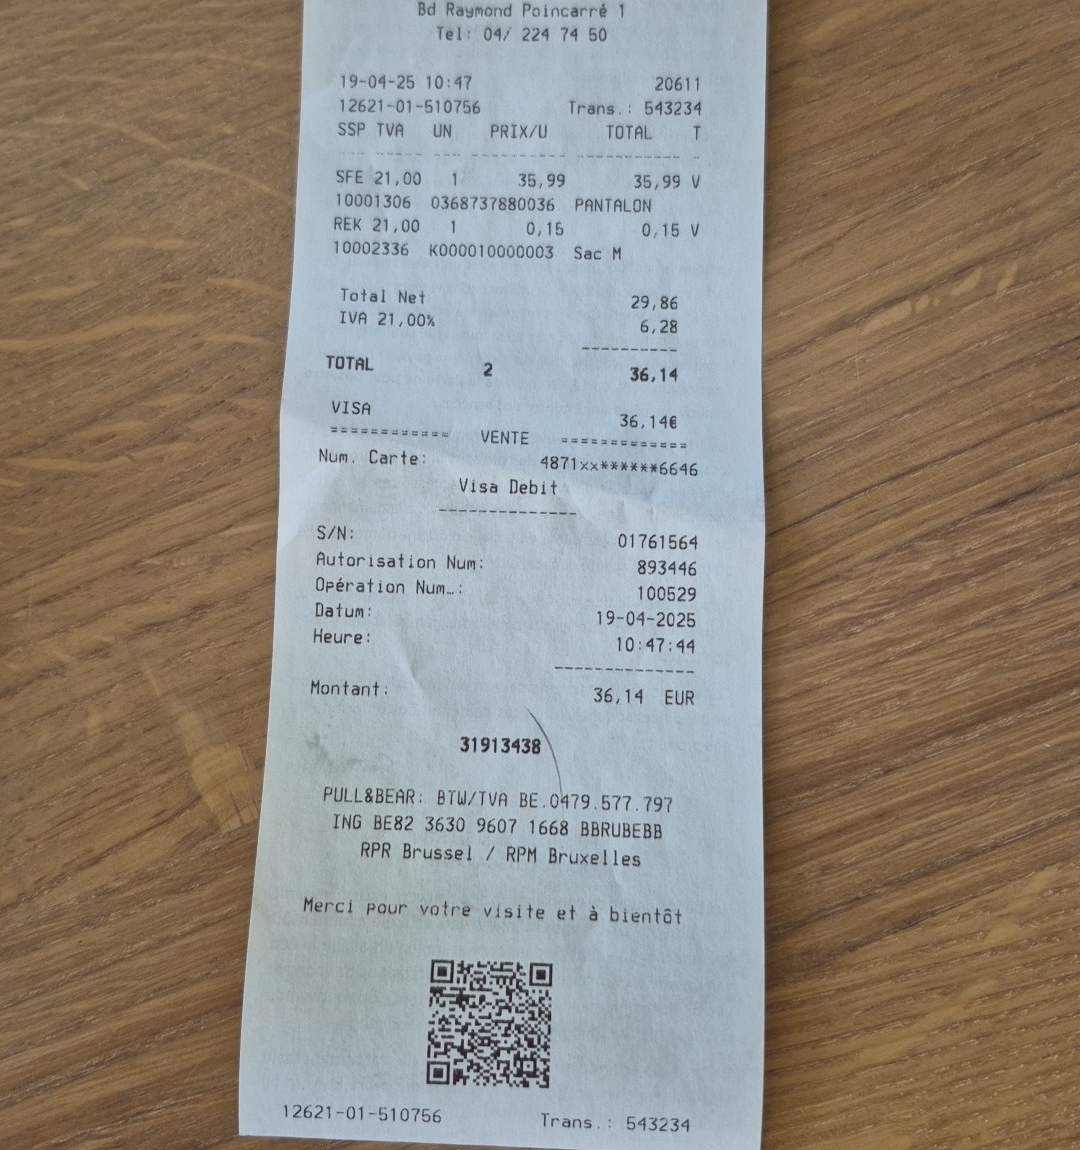 Bd Raymond Poincarré 1
Tel: 04/ 224 74 50
19-04-25 10:47 20611
12621-01-510756 Trans.: 543234
SSP TVA UN PRIX/U TOTAL T
SFE 21,00 1 35,99 35,99 V
10001306 0368737880036 PANTALON
REK 21,00 1 0,15 0,15 V
10002336 K000010000003 Sac M
Total Net 29,86
IVA 21,00% 6,28
----------
TOTAL 2 36,14
VISA 36,14€
============ VENTE =============
Num. Carte: 4871xx******6646
Visa Debit
--------------
S/N: 01761564
Autorisation Num: 893446
Opération Num…: 100529
Datum: 19-04-2025
Heure: 10:47:44
--------------
Montant: 36,14 EUR
31913438
PULL&BEAR: BTW/TVA BE.0479.577.797
ING BE82 3630 9607 1668 BBRUBEBB
RPR Brussel / RPM Bruxelles
Merci pour votre visite et à bientôt
12621-01-510756 Trans.: 543234